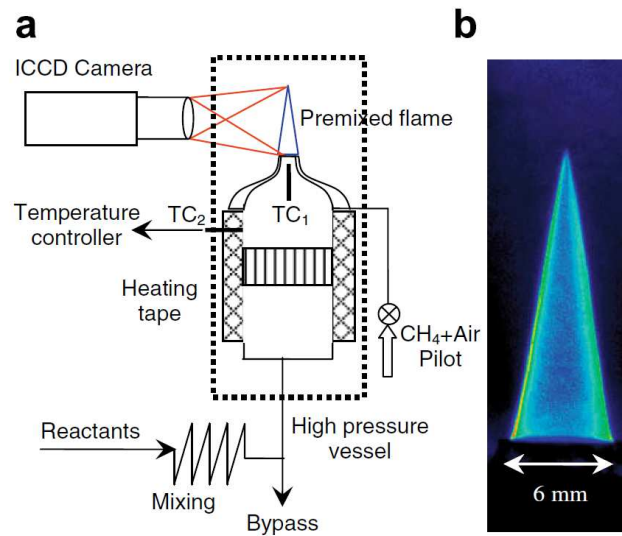 a
ICCD Camera
Premixed flame
TC1
TC2
Temperature
controller
Heating
tape
CH4+Air
Pilot
High pressure
vessel
Reactants
Mixing
Bypass
b
6 mm